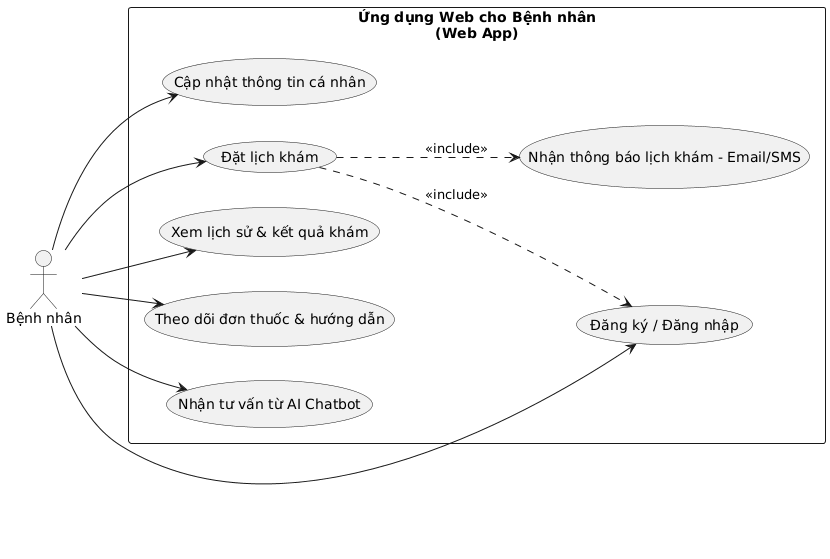 Ứng dụng Web cho Bệnh nhân
(Web App)
Cập nhật thông tin cá nhân
Đặt lịch khám
«include»
Nhận thông báo lịch khám - Email/SMS
«include»
Xem lịch sử & kết quả khám
Theo dõi đơn thuốc & hướng dẫn
Đăng ký / Đăng nhập
Bệnh nhân
Nhận tư vấn từ AI Chatbot